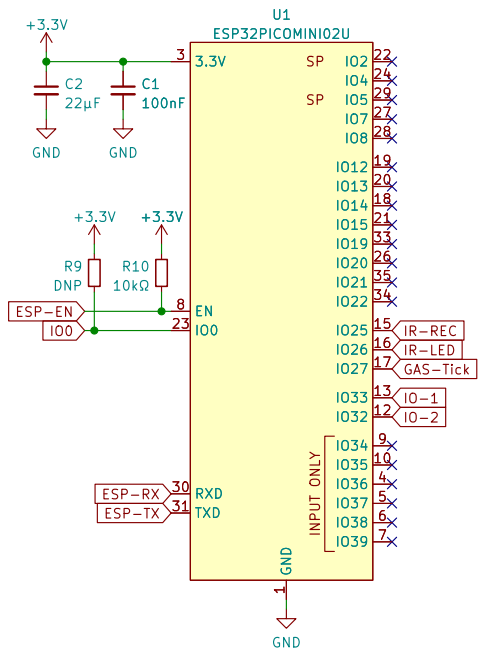 U1
ESP32PICOMINI02U
+3.3V
3
3.3V
C2
22µF
C1
100nF
GND
GND
SP
IO2
22
IO4
24
SP
IO5
29
IO7
27
IO8
28
IO12
19
IO13
20
IO14
18
IO15
21
IO19
33
IO20
26
IO21
35
IO22
34
+3.3V
+3.3V
R9
DNP
R10
10kΩ
ESP-EN
8
EN
IO0
23
IO0
IO25
15
IR-REC
IO26
16
IR-LED
IO27
17
GAS-Tick
IO33
13
IO-1
IO32
12
IO-2
INPUT ONLY
IO34
9
IO35
10
IO36
4
IO37
5
IO38
6
IO39
7
ESP-RX
30
RXD
ESP-TX
31
TXD
GND
1
GND